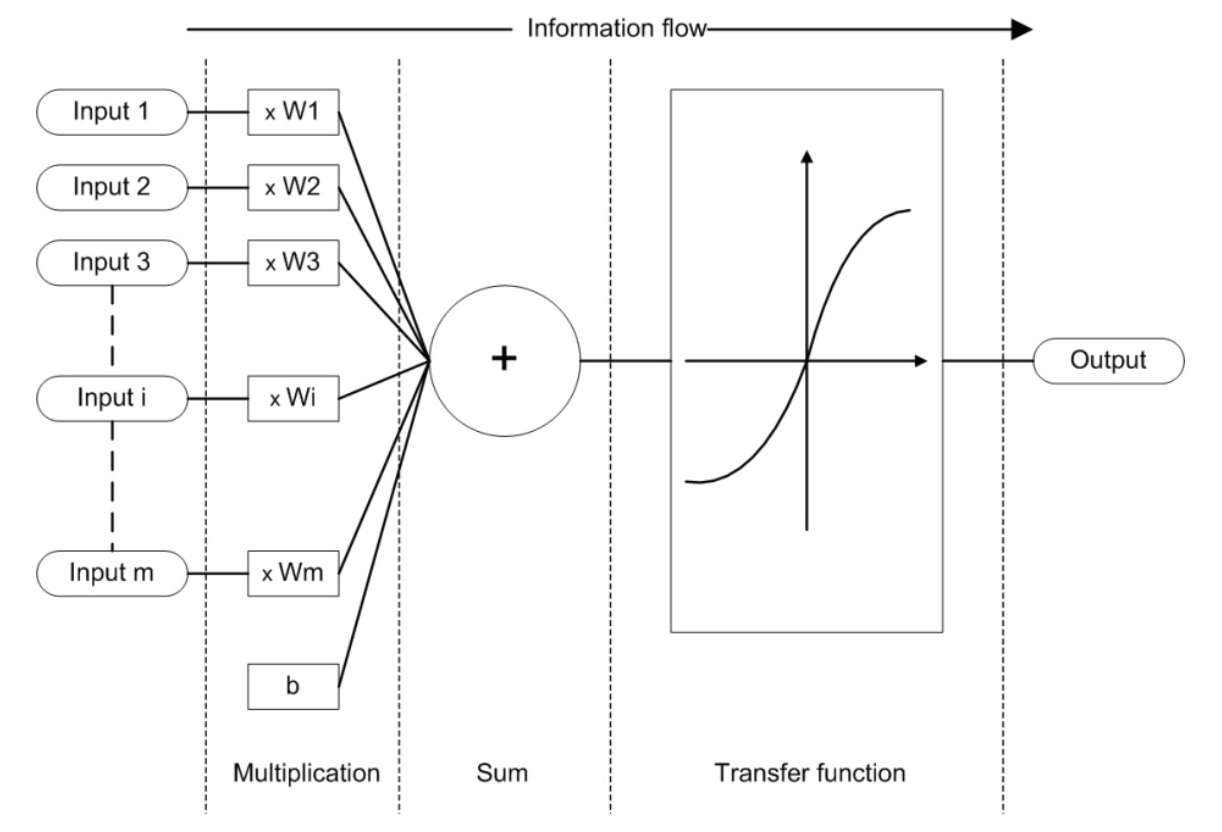 Information flow
Input 1
x W1
Input 2
x W2
Input 3
x W3
+
Output
Input i
x Wi
Input m
x Wm
b
Multiplication
Sum
Transfer function